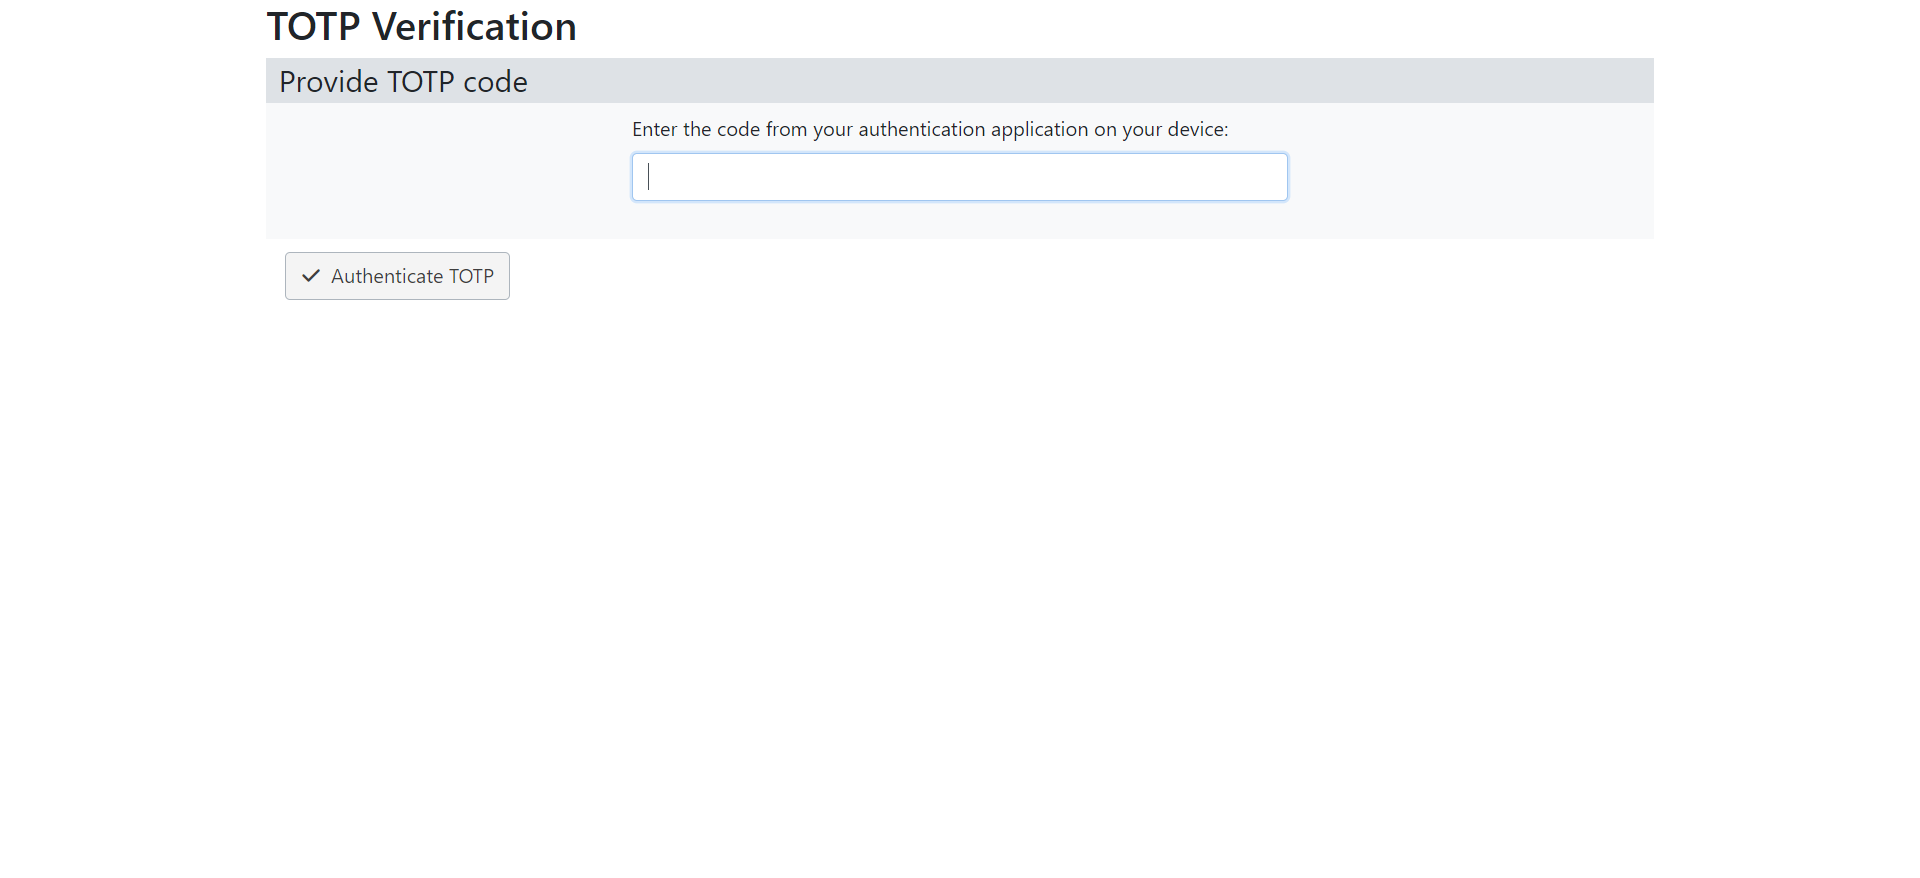 TOTP Verification
Provide TOTP code
Enter the code from your authentication application on your device:
Authenticate TOTP